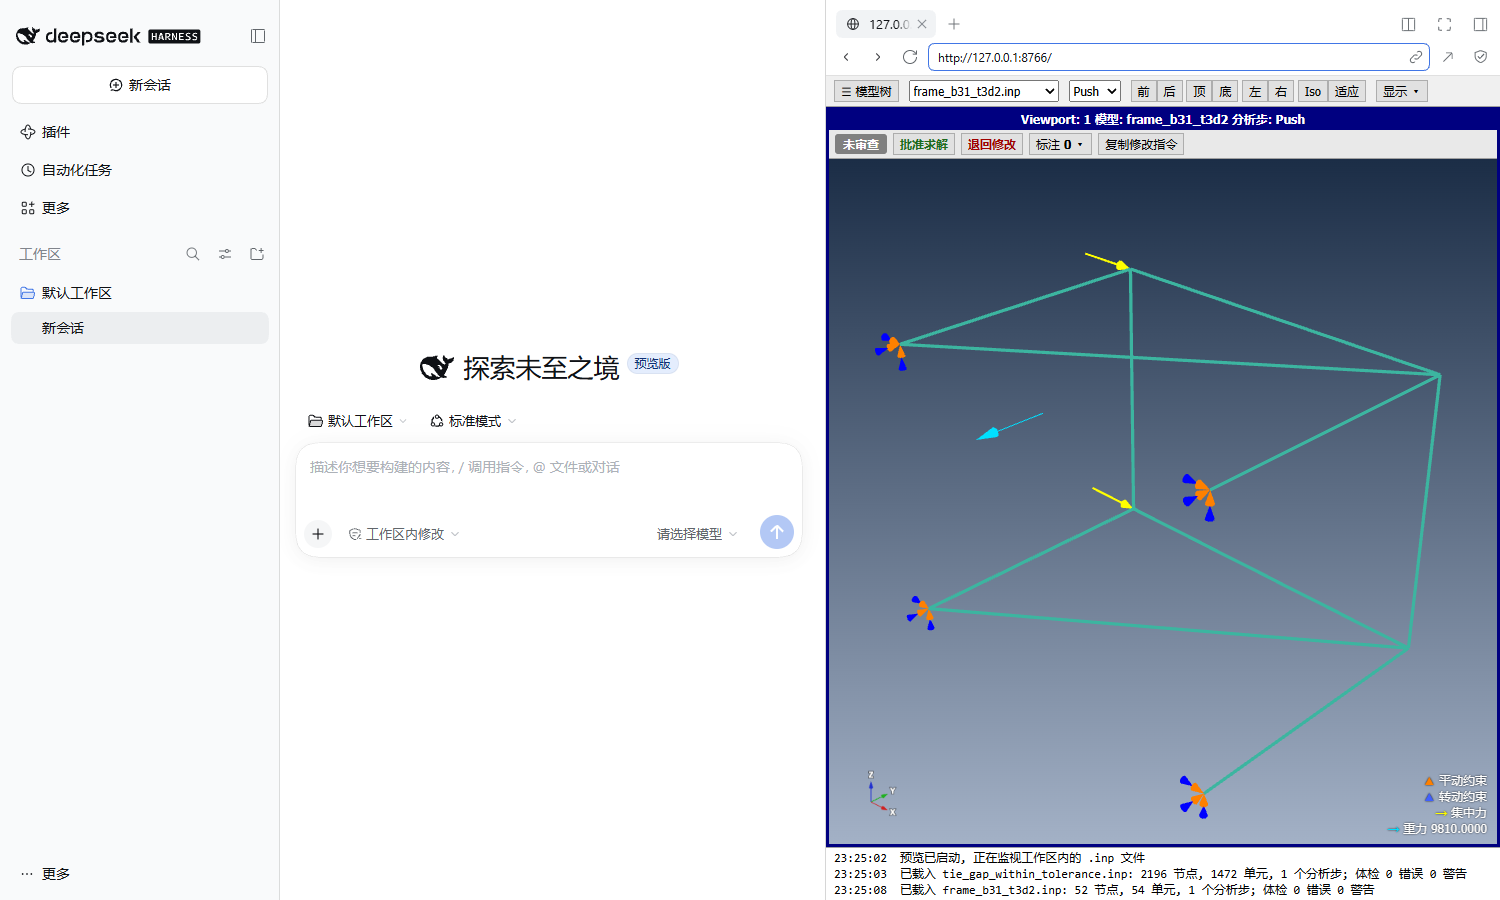 deepseek HARNESS
新会话
插件
自动化任务
更多
工作区
默认工作区
新会话
更多
探索未至之境 预览版
默认工作区 标准模式
描述你想要构建的内容, / 调用指令, @ 文件或对话
工作区内修改 请选择模型
127.0.0
http://127.0.0.1:8766/
☰ 模型树 frame_b31_t3d2.inp Push 前 后 顶 底 左 右 Iso 适应 显示
Viewport: 1 模型: frame_b31_t3d2 分析步: Push
未审查 批准求解 退回修改 标注 0 复制修改指令
Z
Y
X
平动约束
转动约束
集中力
重力 9810.0000
23:25:02 预览已启动, 正在监视工作区内的 .inp 文件
23:25:03 已载入 tie_gap_within_tolerance.inp: 2196 节点, 1472 单元, 1 个分析步; 体检 0 错误 0 警告
23:25:08 已载入 frame_b31_t3d2.inp: 52 节点, 54 单元, 1 个分析步; 体检 0 错误 0 警告